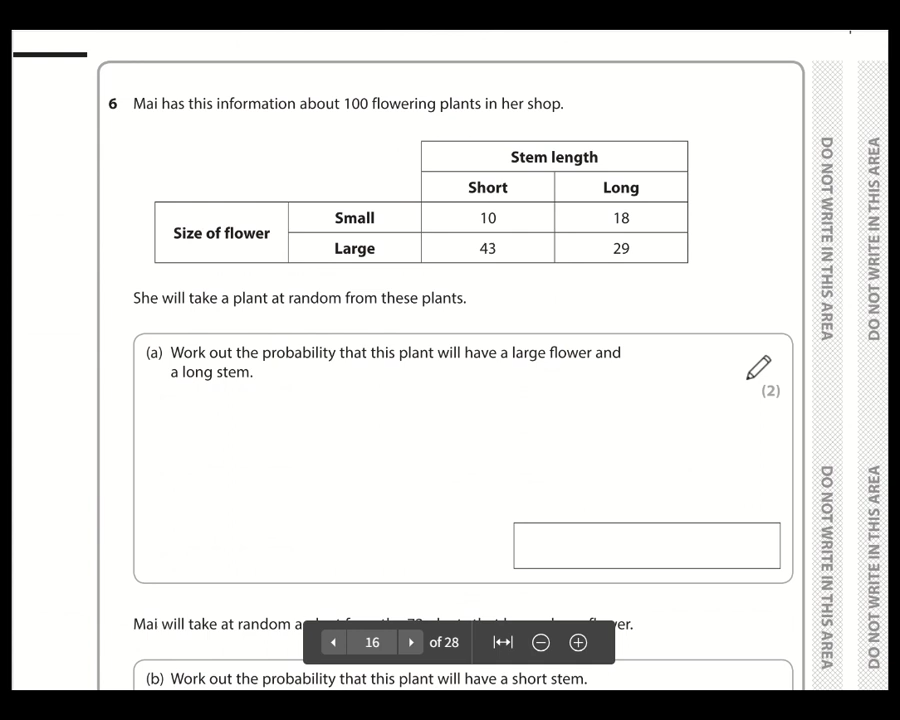 6 Mai has this information about 100 flowering plants in her shop.
Stem length
Short Long
Size of flower Small 10 18
Large 43 29
She will take a plant at random from these plants.
(a) Work out the probability that this plant will have a large flower and
a long stem.
(2)
Mai will take at random a
(b) Work out the probability that this plant will have a short stem.
16 of 28
DO NOT WRITE IN THIS AREA
DO NOT WRITE IN THIS AREA
DO NOT WRITE IN THIS AREA
DO NOT WRITE IN THIS AREA